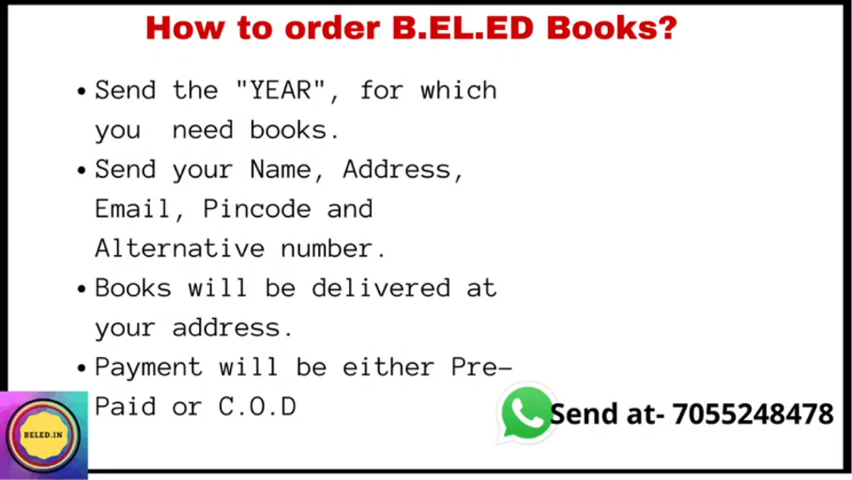 How to order B.EL.ED Books?
• Send the "YEAR", for which
you need books.
• Send your Name, Address,
Email, Pincode and
Alternative number.
• Books will be delivered at
your address.
• Payment will be either Pre-
Paid or C.O.D
BELED.IN
Send at- 7055248478